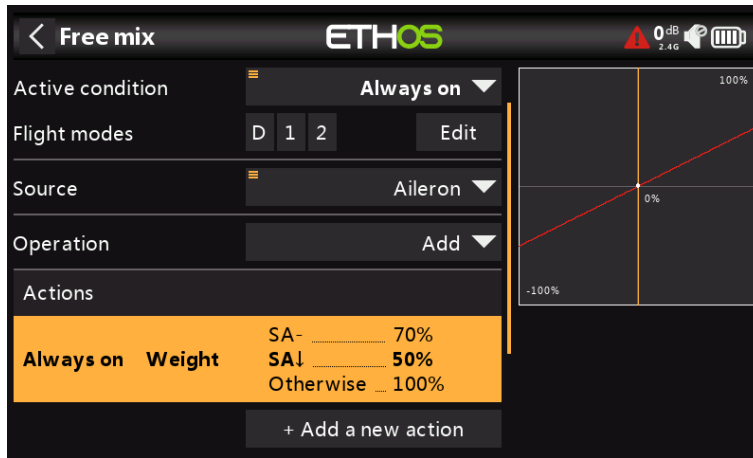 Free mix
ETHOS
0dB
2.4G
Active condition
Always on
Flight modes
D 1 2
Edit
Source
Aileron
Operation
Add
Actions
Always on Weight
SA- 70%
SA↓ 50%
Otherwise 100%
+ Add a new action
100%
0%
-100%